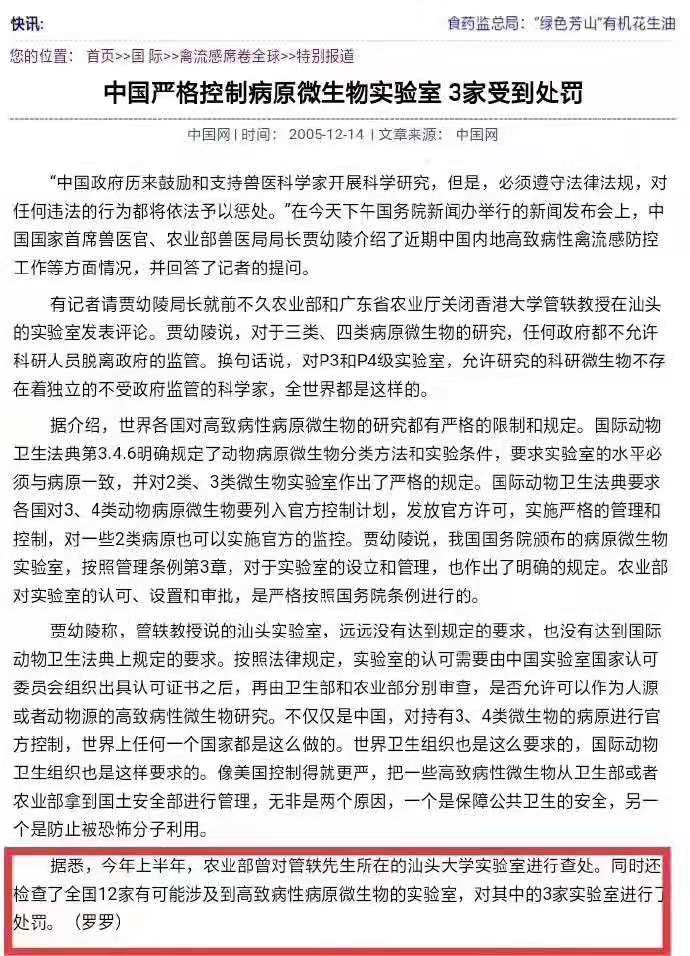 快讯:
食药监总局：“绿色芳山”有机花生油
您的位置： 首页>>国 际>>禽流感席卷全球>>特别报道
中国严格控制病原微生物实验室 3家受到处罚
中国网 | 时间： 2005-12-14 | 文章来源： 中国网
“中国政府历来鼓励和支持兽医科学家开展科学研究，但是，必须遵守法律法规，对
任何违法的行为都将依法予以惩处。”在今天下午国务院新闻办举行的新闻发布会上，中
国国家首席兽医官、农业部兽医局局长贾幼陵介绍了近期中国内地高致病性禽流感防控
工作等方面情况，并回答了记者的提问。
有记者请贾幼陵局长就前不久农业部和广东省农业厅关闭香港大学管轶教授在汕头
的实验室发表评论。贾幼陵说，对于三类、四类病原微生物的研究，任何政府都不允许
科研人员脱离政府的监管。换句话说，对P3和P4级实验室，允许研究的科研微生物不存
在着独立的不受政府监管的科学家，全世界都是这样的。
据介绍，世界各国对高致病性病原微生物的研究都有严格的限制和规定。国际动物
卫生法典第3.4.6明确规定了动物病原微生物分类方法和实验条件，要求实验室的水平必
须与病原一致，并对2类、3类微生物实验室作出了严格的规定。国际动物卫生法典要求
各国对3、4类动物病原微生物要列入官方控制计划，发放官方许可，实施严格的管理和
控制，对一些2类病原也可以实施官方的监控。贾幼陵说，我国国务院颁布的病原微生物
实验室，按照管理条例第3章，对于实验室的设立和管理，也作出了明确的规定。农业部
对实验室的认可、设置和审批，是严格按照国务院条例进行的。
贾幼陵称，管轶教授说的汕头实验室，远远没有达到规定的要求，也没有达到国际
动物卫生法典上规定的要求。按照法律规定，实验室的认可需要由中国实验室国家认可
委员会组织出具认可证书之后，再由卫生部和农业部分别审查，是否允许可以作为人源
或者动物源的高致病性微生物研究。不仅仅是中国，对持有3、4类微生物的病原进行官
方控制，世界上任何一个国家都是这么做的。世界卫生组织也是这么要求的，国际动物
卫生组织也是这样要求的。像美国控制得就更严，把一些高致病性微生物从卫生部或者
农业部拿到国土安全部进行管理，无非是两个原因，一个是保障公共卫生的安全，另一
个是防止被恐怖分子利用。
据悉，今年上半年，农业部曾对管轶先生所在的汕头大学实验室进行查处。同时还
检查了全国12家有可能涉及到高致病性病原微生物的实验室，对其中的3家实验室进行了
处罚。（罗罗）